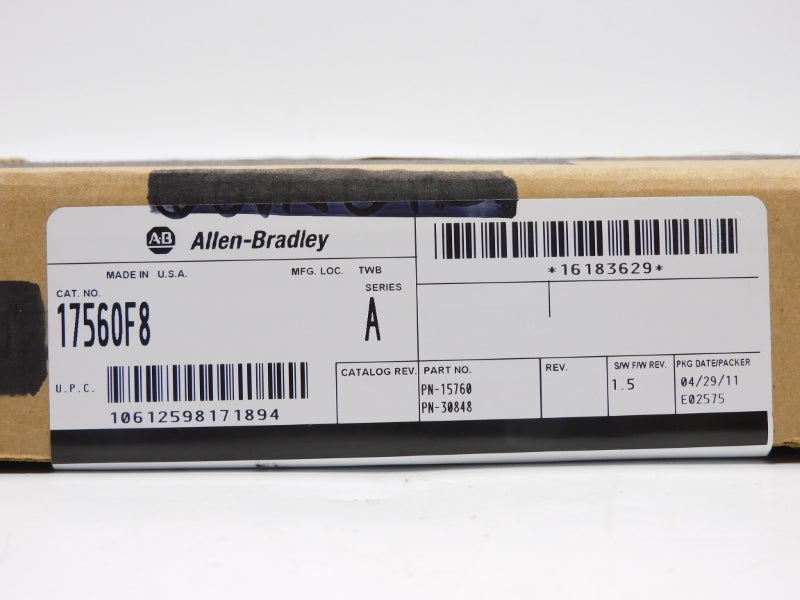 A-B Allen-Bradley
*16183629*
MADE IN U.S.A. MFG. LOC. TWB
CAT. NO. SERIES
1756OF8 A
U.P.C. 10612598171894
CATALOG REV. PART NO. REV. S/W F/W REV. PKG DATE/PACKER
PN-15760 1.5 04/29/11
PN-30848 E02575